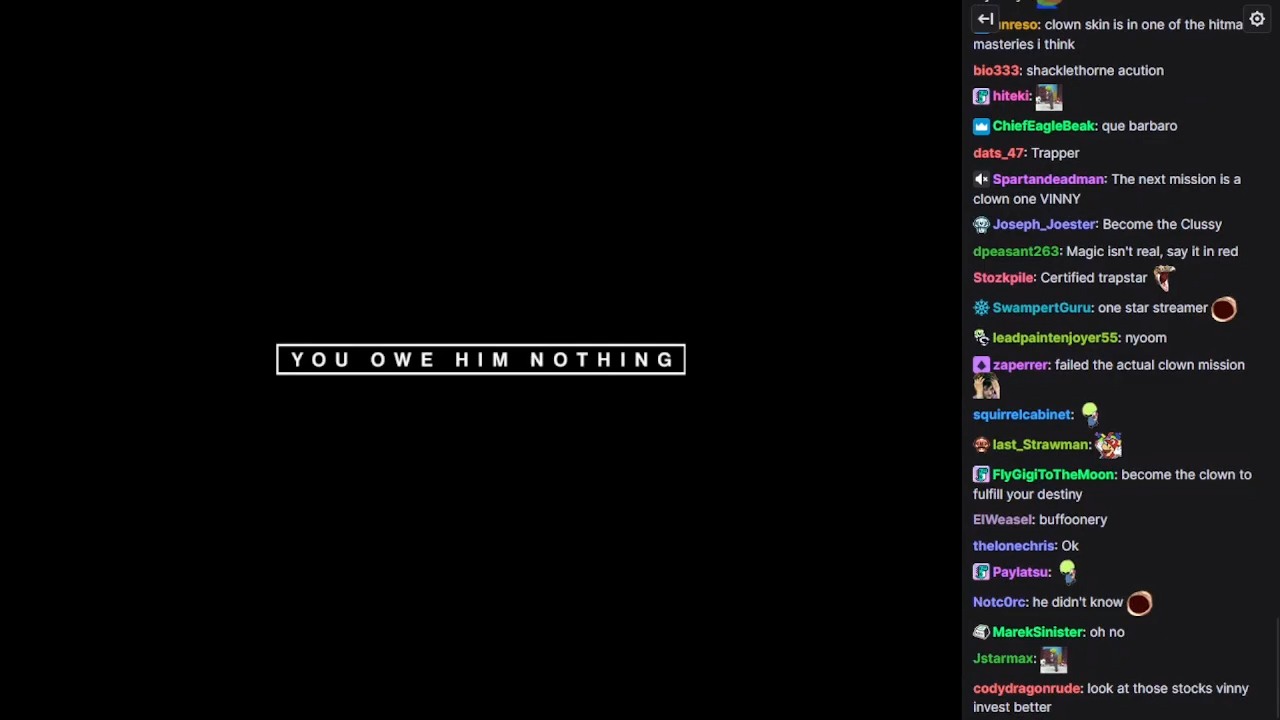 YOU OWE HIM NOTHING
nreso: clown skin is in one of the hitma
masteries i think
bio333: shacklethorne acution
hiteki:
ChiefEagleBeak: que barbaro
dats_47: Trapper
Spartandeadman: The next mission is a
clown one VINNY
Joseph_Joester: Become the Clussy
dpeasant263: Magic isn't real, say it in red
Stozkpile: Certified trapstar
SwampertGuru: one star streamer
leadpaintenjoyer55: nyoom
zaperrer: failed the actual clown mission
squirrelcabinet:
last_Strawman:
FlyGigiToTheMoon: become the clown to
fulfill your destiny
ElWeasel: buffoonery
thelonechris: Ok
Paylatsu:
Notc0rc: he didn't know
MarekSinister: oh no
Jstarmax:
codydragonrude: look at those stocks vinny
invest better